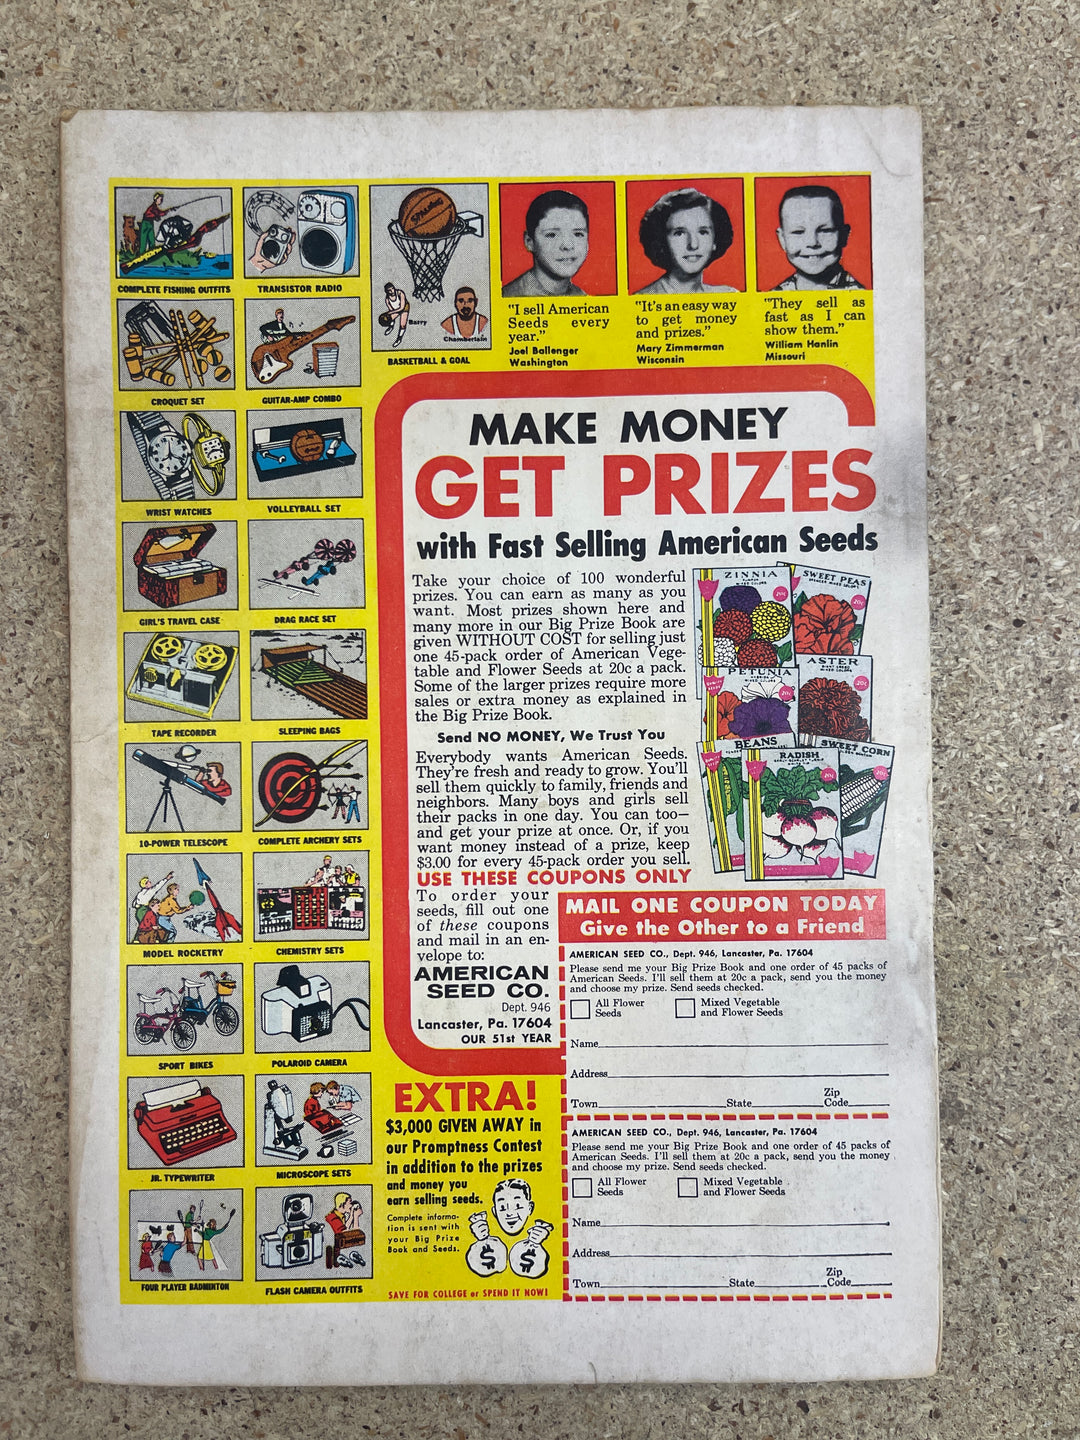 COMPLETE FISHING OUTFITS
TRANSISTOR RADIO
SPALDING
Barry
Chamberlain
BASKETBALL & GOAL
"I sell American
Seeds every
year."
Joel Ballenger
Washington
"It's an easy way
to get money
and prizes."
Mary Zimmerman
Wisconsin
"They sell as
fast as I can
show them."
William Hanlin
Missouri
CROQUET SET
GUITAR-AMP COMBO
WRIST WATCHES
VOLLEYBALL SET
GIRL'S TRAVEL CASE
DRAG RACE SET
TAPE RECORDER
SLEEPING BAGS
10-POWER TELESCOPE
COMPLETE ARCHERY SETS
MODEL ROCKETRY
CHEMISTRY SETS
SPORT BIKES
POLAROID CAMERA
JR. TYPEWRITER
MICROSCOPE SETS
FOUR PLAYER BADMINTON
FLASH CAMERA OUTFITS
MAKE MONEY
GET PRIZES
with Fast Selling American Seeds
Take your choice of 100 wonderful
prizes. You can earn as many as you
want. Most prizes shown here and
many more in our Big Prize Book are
given WITHOUT COST for selling just
one 45-pack order of American Vege-
table and Flower Seeds at 20c a pack.
Some of the larger prizes require more
sales or extra money as explained in
the Big Prize Book.
Send NO MONEY, We Trust You
Everybody wants American Seeds.
They're fresh and ready to grow. You'll
sell them quickly to family, friends and
neighbors. Many boys and girls sell
their packs in one day. You can too—
and get your prize at once. Or, if you
want money instead of a prize, keep
$3.00 for every 45-pack order you sell.
USE THESE COUPONS ONLY
To order your
seeds, fill out one
of these coupons
and mail in an en-
velope to:
AMERICAN
SEED CO.
Dept. 946
Lancaster, Pa. 17604
OUR 51st YEAR
ZINNIA
MIXED COLORS
20c
SWEET PEAS
MIXED COLORS
20c
PETUNIA
MIXED COLORS
20c
ASTER
MIXED COLORS
20c
BEANS
RADISH
20c
SWEET CORN
20c
MAIL ONE COUPON TODAY
Give the Other to a Friend
AMERICAN SEED CO., Dept. 946, Lancaster, Pa. 17604
Please send me your Big Prize Book and one order of 45 packs of
American Seeds. I'll sell them at 20c a pack, send you the money
and choose my prize. Send seeds checked.
All Flower
Seeds
Mixed Vegetable
and Flower Seeds
Name
Address
Town State Zip Code
AMERICAN SEED CO., Dept. 946, Lancaster, Pa. 17604
Please send me your Big Prize Book and one order of 45 packs of
American Seeds. I'll sell them at 20c a pack, send you the money
and choose my prize. Send seeds checked.
All Flower
Seeds
Mixed Vegetable
and Flower Seeds
Name
Address
Town State Zip Code
EXTRA!
$3,000 GIVEN AWAY in
our Promptness Contest
in addition to the prizes
and money you
earn selling seeds.
Complete informa-
tion is sent with
your Big Prize
Book and Seeds.
$ $
SAVE FOR COLLEGE or SPEND IT NOW!